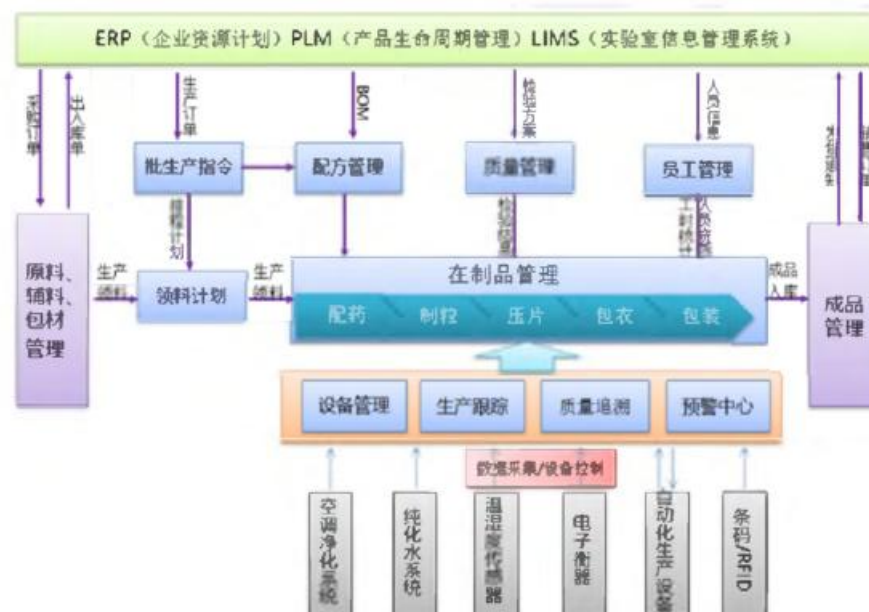 ERP（企业资源计划）PLM（产品生命周期管理）LIMS（实验室信息管理系统）
采购订单
出入库单
生产订单
BOM
检验方案
人员信息
批生产指令
配方管理
质量管理
员工管理
原料、
辅料、
包材
管理
生产
领料
领料计划
生产
领料
在制品管理
配药
制粒
压片
包衣
包装
成品
入库
成品
管理
设备管理
生产跟踪
质量追溯
预警中心
数据采集/设备控制
空调净化系统
纯化水系统
温湿度传感器
电子衡器
自动化生产设备
条码/RFID